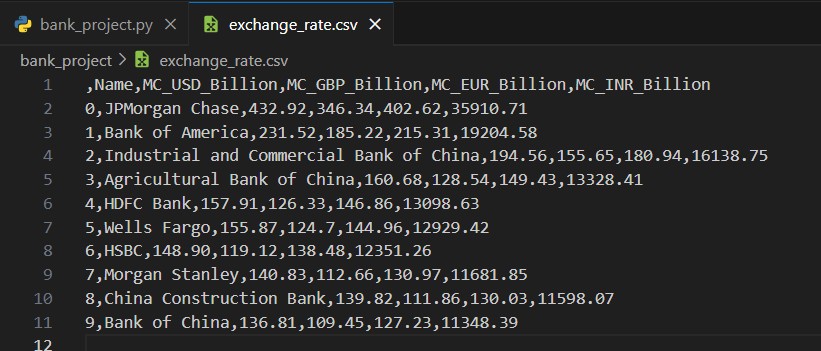 bank_project.py
exchange_rate.csv
bank_project > exchange_rate.csv
1 ,Name,MC_USD_Billion,MC_GBP_Billion,MC_EUR_Billion,MC_INR_Billion
2 0,JPMorgan Chase,432.92,346.34,402.62,35910.71
3 1,Bank of America,231.52,185.22,215.31,19204.58
4 2,Industrial and Commercial Bank of China,194.56,155.65,180.94,16138.75
5 3,Agricultural Bank of China,160.68,128.54,149.43,13328.41
6 4,HDFC Bank,157.91,126.33,146.86,13098.63
7 5,Wells Fargo,155.87,124.7,144.96,12929.42
8 6,HSBC,148.90,119.12,138.48,12351.26
9 7,Morgan Stanley,140.83,112.66,130.97,11681.85
10 8,China Construction Bank,139.82,111.86,130.03,11598.07
11 9,Bank of China,136.81,109.45,127.23,11348.39
12